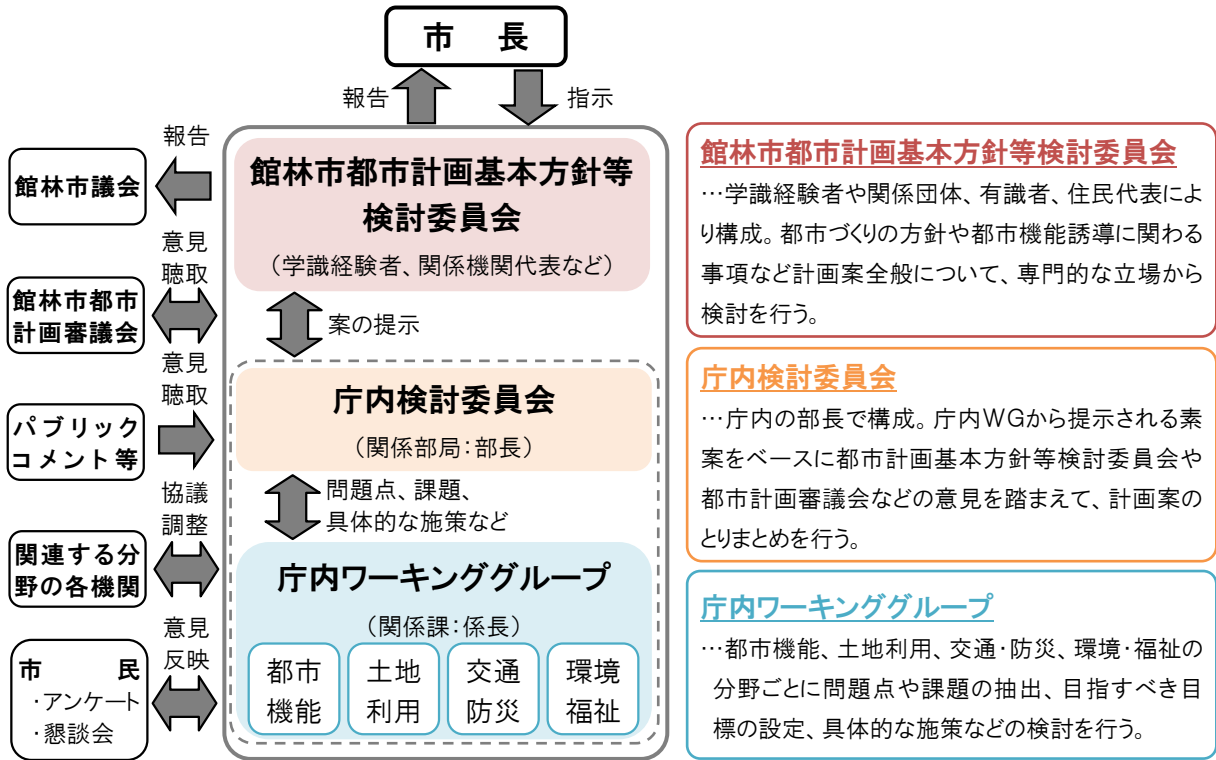 市　長
報告
指示
報告
館林市議会
意見
聴取
館林市都市
計画審議会
意見
聴取
パブリック
コメント等
協議
調整
関連する分
野の各機関
意見
反映
市　民
・アンケート
・懇談会
館林市都市計画基本方針等
検討委員会
（学識経験者、関係機関代表など）
案の提示
庁内検討委員会
（関係部局：部長）
問題点、課題、
具体的な施策など
庁内ワーキンググループ
（関係課：係長）
都市
機能
土地
利用
交通
防災
環境
福祉
館林市都市計画基本方針等検討委員会
…学識経験者や関係団体、有識者、住民代表によ
り構成。都市づくりの方針や都市機能誘導に関わる
事項など計画案全般について、専門的な立場から
検討を行う。
庁内検討委員会
…庁内の部長で構成。庁内WGから提示される素
案をベースに都市計画基本方針等検討委員会や
都市計画審議会などの意見を踏まえて、計画案の
とりまとめを行う。
庁内ワーキンググループ
…都市機能、土地利用、交通・防災、環境・福祉の
分野ごとに問題点や課題の抽出、目指すべき目
標の設定、具体的な施策などの検討を行う。